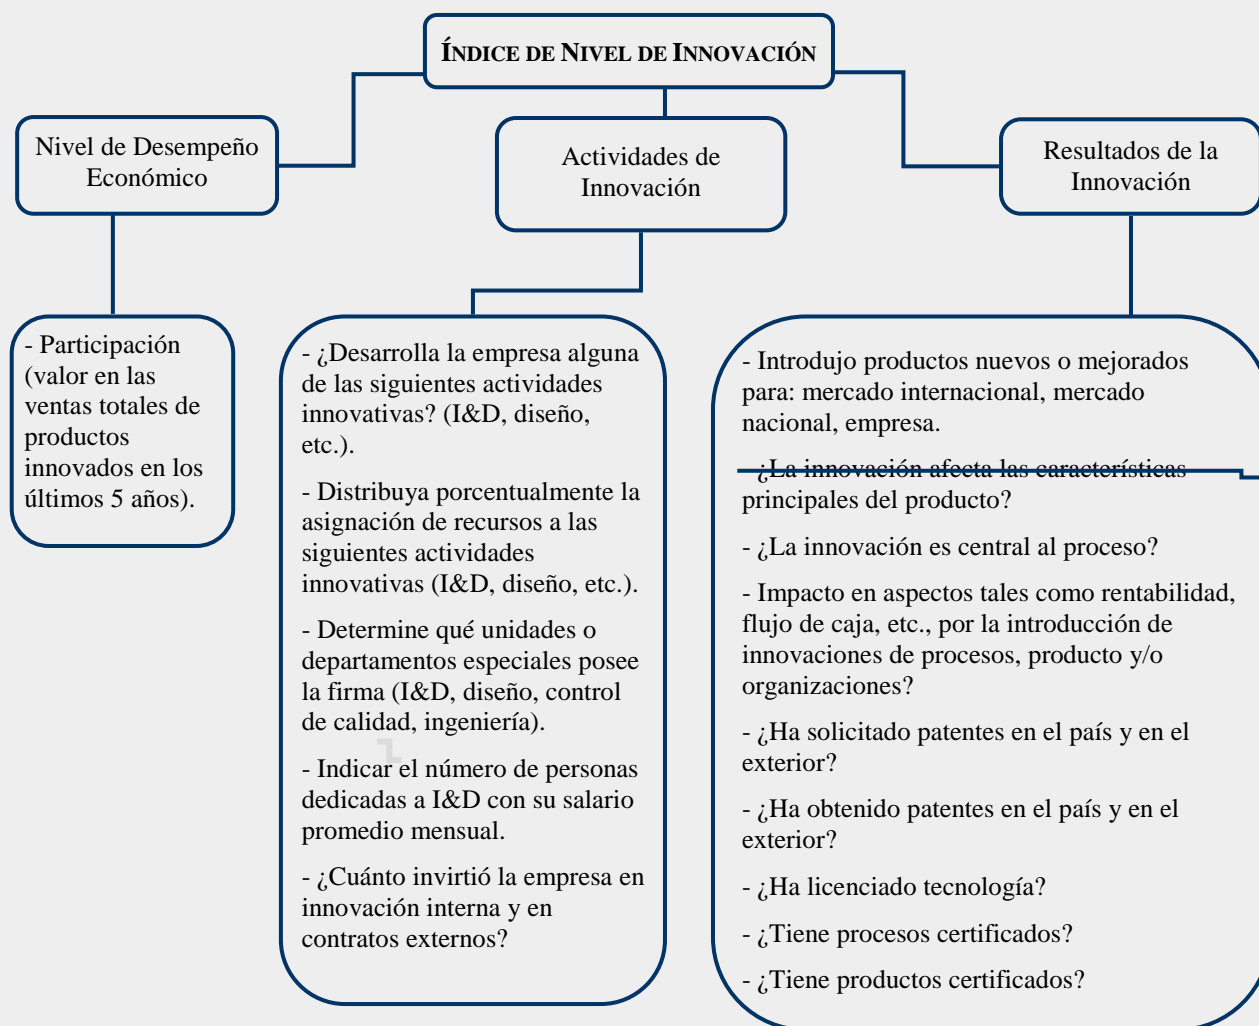 ÍNDICE DE NIVEL DE INNOVACIÓN
Nivel de Desempeño
Económico
Actividades de
Innovación
Resultados de la
Innovación
- Participación
(valor en las
ventas totales de
productos
innovados en los
últimos 5 años).
- ¿Desarrolla la empresa alguna
de las siguientes actividades
innovativas? (I&D, diseño,
etc.).
- Distribuya porcentualmente la
asignación de recursos a las
siguientes actividades
innovativas (I&D, diseño, etc.).
- Determine qué unidades o
departamentos especiales posee
la firma (I&D, diseño, control
de calidad, ingeniería).
- Indicar el número de personas
dedicadas a I&D con su salario
promedio mensual.
- ¿Cuánto invirtió la empresa en
innovación interna y en
contratos externos?
- Introdujo productos nuevos o mejorados
para: mercado internacional, mercado
nacional, empresa.
- ¿La innovación afecta las características
principales del producto?
- ¿La innovación es central al proceso?
- Impacto en aspectos tales como rentabilidad,
flujo de caja, etc., por la introducción de
innovaciones de procesos, producto y/o
organizaciones?
- ¿Ha solicitado patentes en el país y en el
exterior?
- ¿Ha obtenido patentes en el país y en el
exterior?
- ¿Ha licenciado tecnología?
- ¿Tiene procesos certificados?
- ¿Tiene productos certificados?